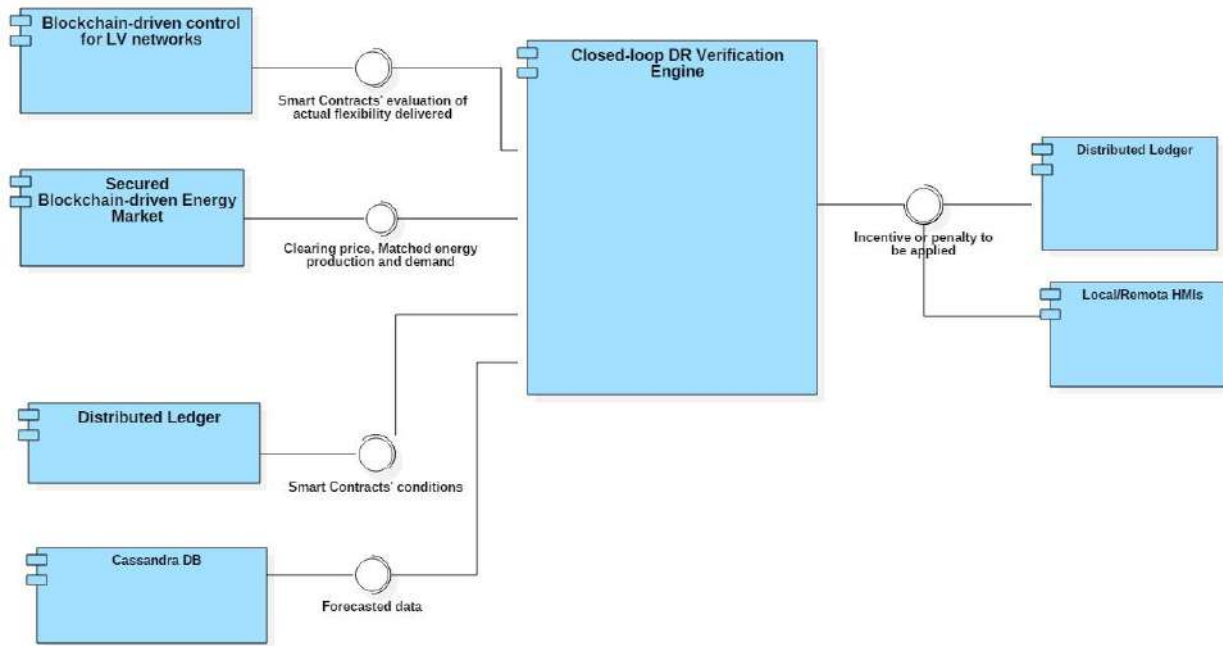 Blockchain-driven control
for LV networks
Smart Contracts' evaluation of
actual flexibility delivered
Closed-loop DR Verification
Engine
Secured
Blockchain-driven Energy
Market
Clearing price, Matched energy
production and demand
Distributed Ledger
Incentive or penalty to
be applied
Local/Remota HMIs
Distributed Ledger
Smart Contracts' conditions
Cassandra DB
Forecasted data